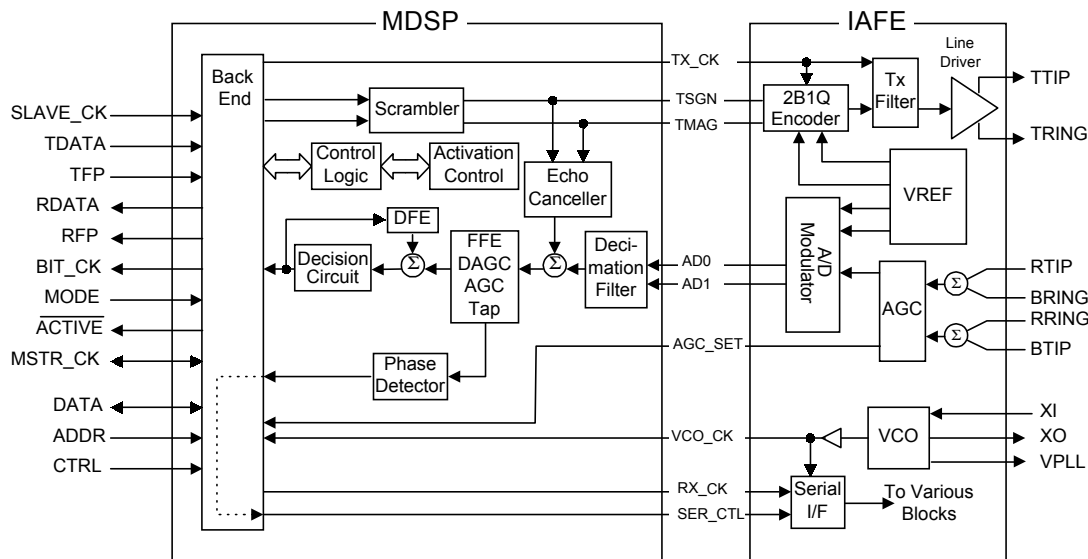 MDSP
IAFE
Back
End
SLAVE_CK
TDATA
TFP
RDATA
RFP
BIT_CK
MODE
ACTIVE
MSTR_CK
DATA
ADDR
CTRL
Scrambler
Control
Logic
Activation
Control
Echo
Canceller
DFE
Decision
Circuit
Σ
FFE
DAGC
AGC
Tap
Σ
Deci-
mation
Filter
Phase
Detector
TX_CK
TSGN
TMAG
AD0
AD1
AGC_SET
VCO_CK
RX_CK
SER_CTL
2B1Q
Encoder
Tx
Filter
Line
Driver
VREF
A/D
Modulator
AGC
Σ
Σ
VCO
Serial
I/F
To Various
Blocks
TTIP
TRING
RTIP
BRING
RRING
BTIP
XI
XO
VPLL